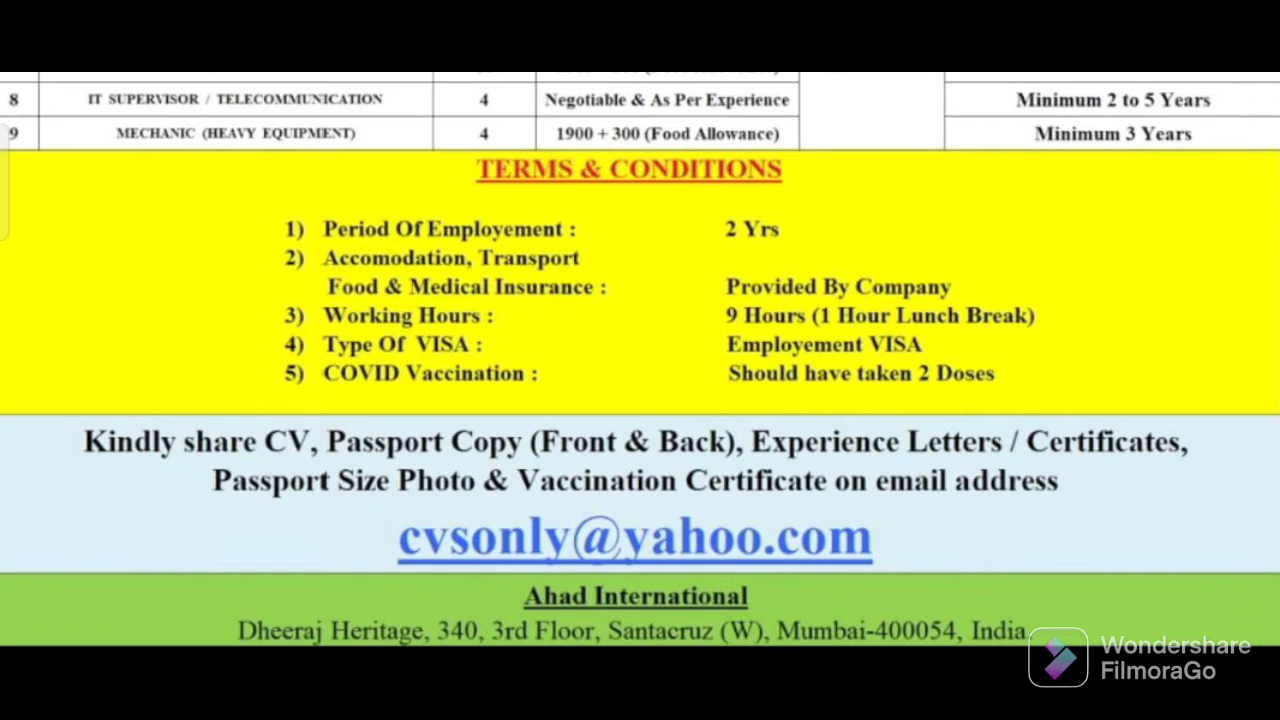 8 IT SUPERVISOR / TELECOMMUNICATION 4 Negotiable & As Per Experience Minimum 2 to 5 Years
9 MECHANIC (HEAVY EQUIPMENT) 4 1900 + 300 (Food Allowance) Minimum 3 Years
TERMS & CONDITIONS
1) Period Of Employement : 2 Yrs
2) Accomodation, Transport
Food & Medical Insurance : Provided By Company
3) Working Hours : 9 Hours (1 Hour Lunch Break)
4) Type Of VISA : Employement VISA
5) COVID Vaccination : Should have taken 2 Doses
Kindly share CV, Passport Copy (Front & Back), Experience Letters / Certificates,
Passport Size Photo & Vaccination Certificate on email address
cvsonly@yahoo.com
Ahad International
Dheeraj Heritage, 340, 3rd Floor, Santacruz (W), Mumbai-400054, India
Wondershare
FilmoraGo